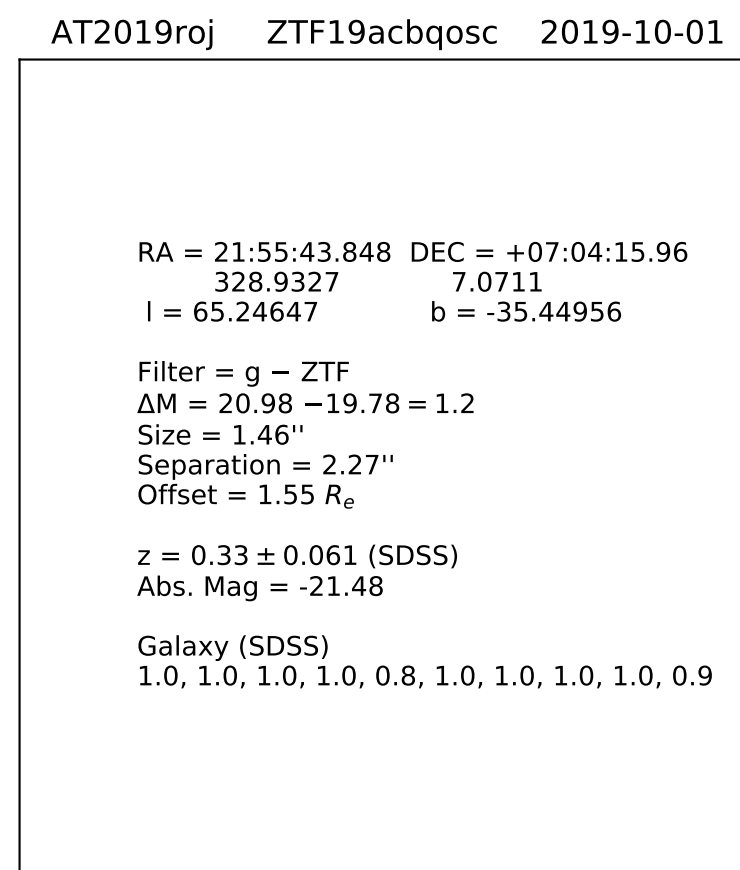 AT2019roj ZTF19acbqosc 2019-10-01
RA = 21:55:43.848 DEC = +07:04:15.96
328.9327 7.0711
l = 65.24647 b = -35.44956
Filter = g − ZTF
ΔM = 20.98 −19.78 = 1.2
Size = 1.46''
Separation = 2.27''
Offset = 1.55 Rₑ
z = 0.33 ± 0.061 (SDSS)
Abs. Mag = -21.48
Galaxy (SDSS)
1.0, 1.0, 1.0, 1.0, 0.8, 1.0, 1.0, 1.0, 1.0, 0.9